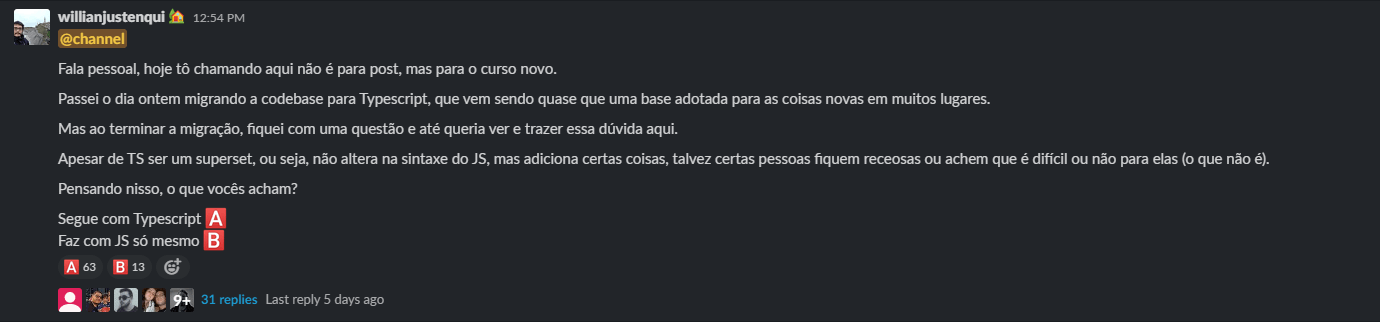 willianjustenqui 🏡 12:54 PM
@channel
Fala pessoal, hoje tô chamando aqui não é para post, mas para o curso novo.
Passei o dia ontem migrando a codebase para Typescript, que vem sendo quase que uma base adotada para as coisas novas em muitos lugares.
Mas ao terminar a migração, fiquei com uma questão e até queria ver e trazer essa dúvida aqui.
Apesar de TS ser um superset, ou seja, não altera na sintaxe do JS, mas adiciona certas coisas, talvez certas pessoas fiquem receosas ou achem que é difícil ou não para elas (o que não é).
Pensando nisso, o que vocês acham?
Segue com Typescript 🅰
Faz com JS só mesmo 🅱
🅰 63 🅱 13
9+ 31 replies Last reply 5 days ago